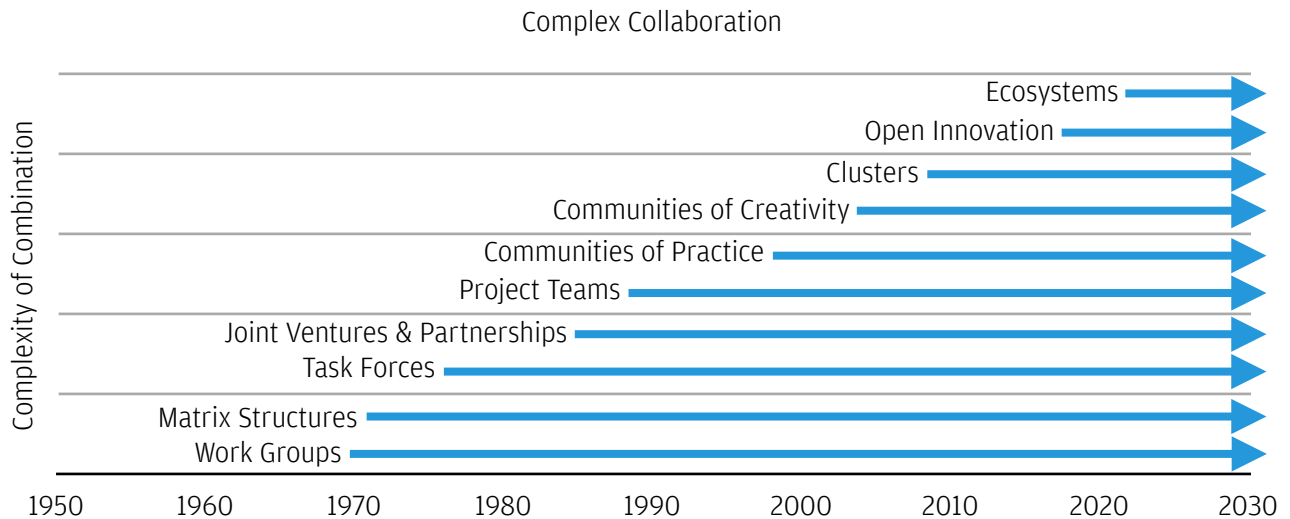 Complex Collaboration
Complexity of Combination
Ecosystems
Open Innovation
Clusters
Communities of Creativity
Communities of Practice
Project Teams
Joint Ventures & Partnerships
Task Forces
Matrix Structures
Work Groups
1950 1960 1970 1980 1990 2000 2010 2020 2030